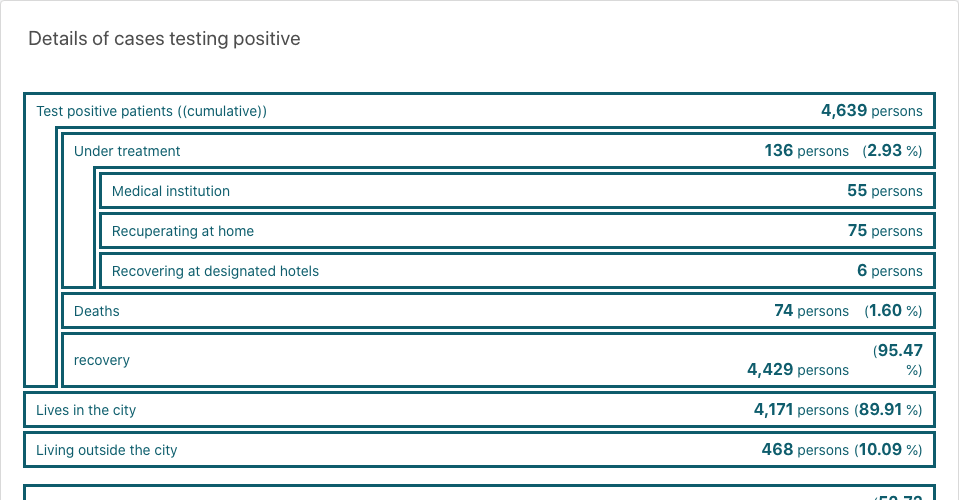 Details of cases testing positive
Test positive patients ((cumulative)) 4,639 persons
Under treatment 136 persons (2.93 %)
Medical institution 55 persons
Recuperating at home 75 persons
Recovering at designated hotels 6 persons
Deaths 74 persons (1.60 %)
recovery 4,429 persons (95.47 %)
Lives in the city 4,171 persons (89.91 %)
Living outside the city 468 persons (10.09 %)